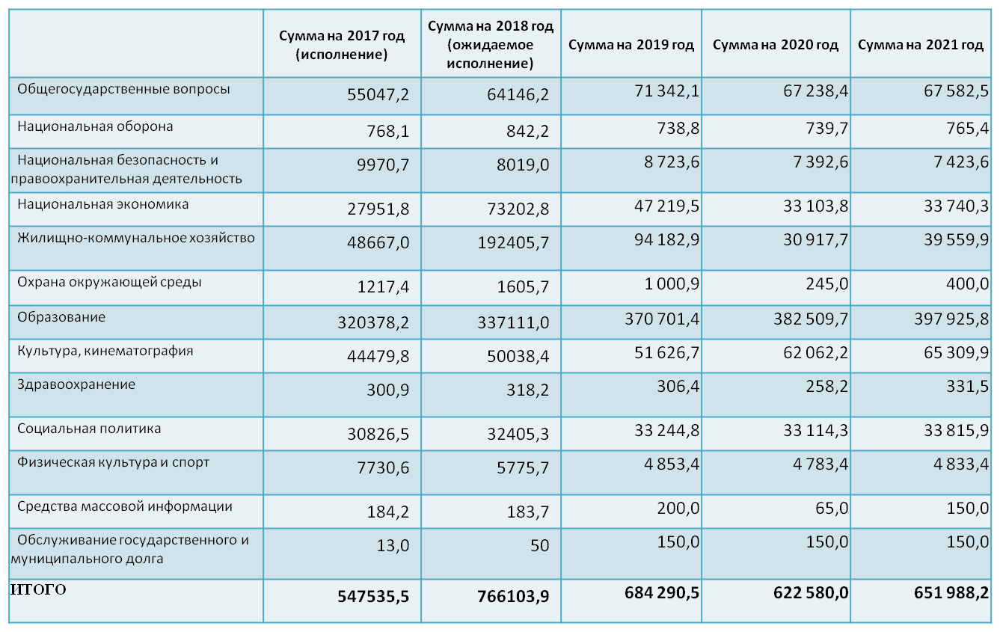 Сумма на 2017 год (исполнение) Сумма на 2018 год (ожидаемое исполнение) Сумма на 2019 год Сумма на 2020 год Сумма на 2021 год
Общегосударственные вопросы 55047,2 64146,2 71 342,1 67 238,4 67 582,5
Национальная оборона 768,1 842,2 738,8 739,7 765,4
Национальная безопасность и правоохранительная деятельность 9970,7 8019,0 8 723,6 7 392,6 7 423,6
Национальная экономика 27951,8 73202,8 47 219,5 33 103,8 33 740,3
Жилищно-коммунальное хозяйство 48667,0 192405,7 94 182,9 30 917,7 39 559,9
Охрана окружающей среды 1217,4 1605,7 1 000,9 245,0 400,0
Образование 320378,2 337111,0 370 701,4 382 509,7 397 925,8
Культура, кинематография 44479,8 50038,4 51 626,7 62 062,2 65 309,9
Здравоохранение 300,9 318,2 306,4 258,2 331,5
Социальная политика 30826,5 32405,3 33 244,8 33 114,3 33 815,9
Физическая культура и спорт 7730,6 5775,7 4 853,4 4 783,4 4 833,4
Средства массовой информации 184,2 183,7 200,0 65,0 150,0
Обслуживание государственного и муниципального долга 13,0 50 150,0 150,0 150,0
ИТОГО 547535,5 766103,9 684 290,5 622 580,0 651 988,2